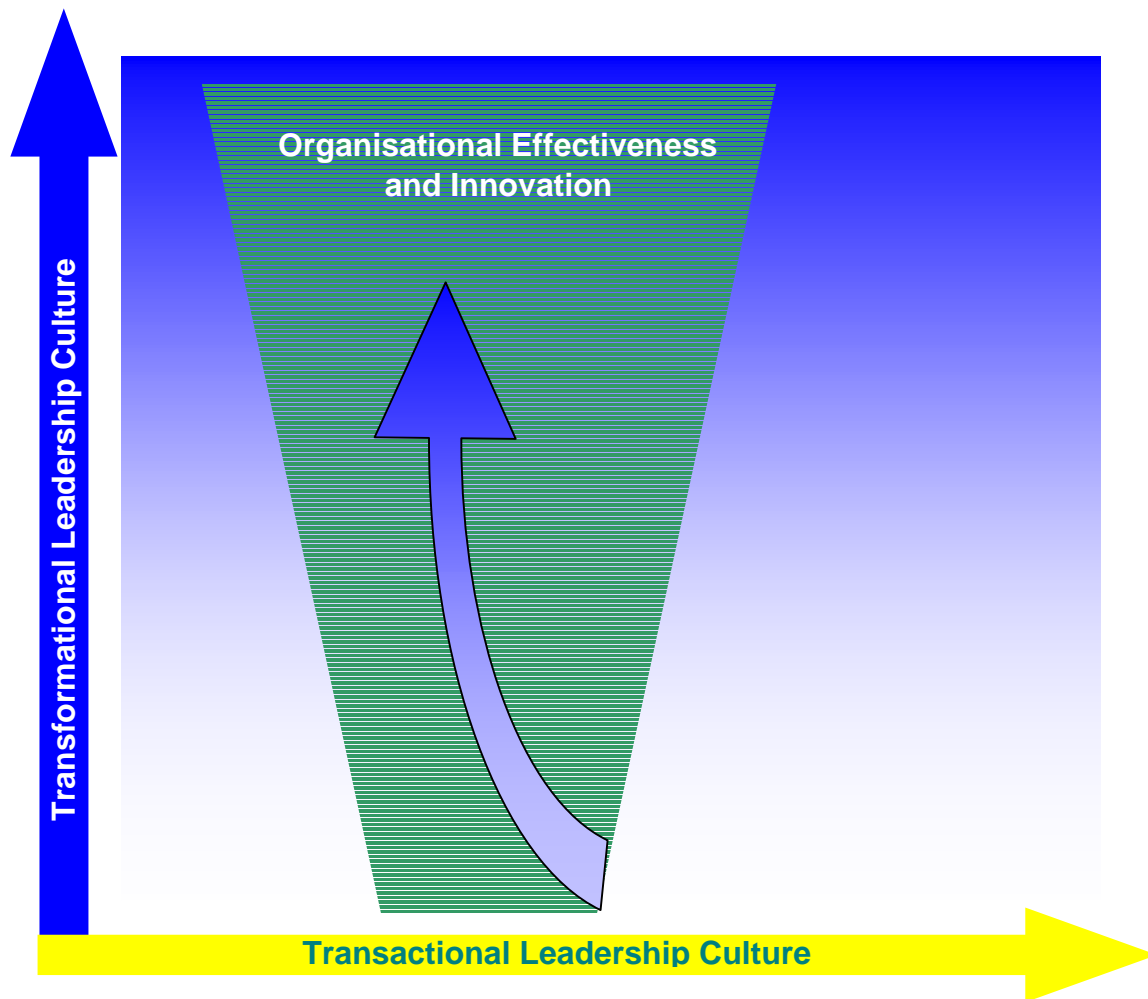 Organisational Effectiveness
and Innovation
Transformational Leadership Culture
Transactional Leadership Culture